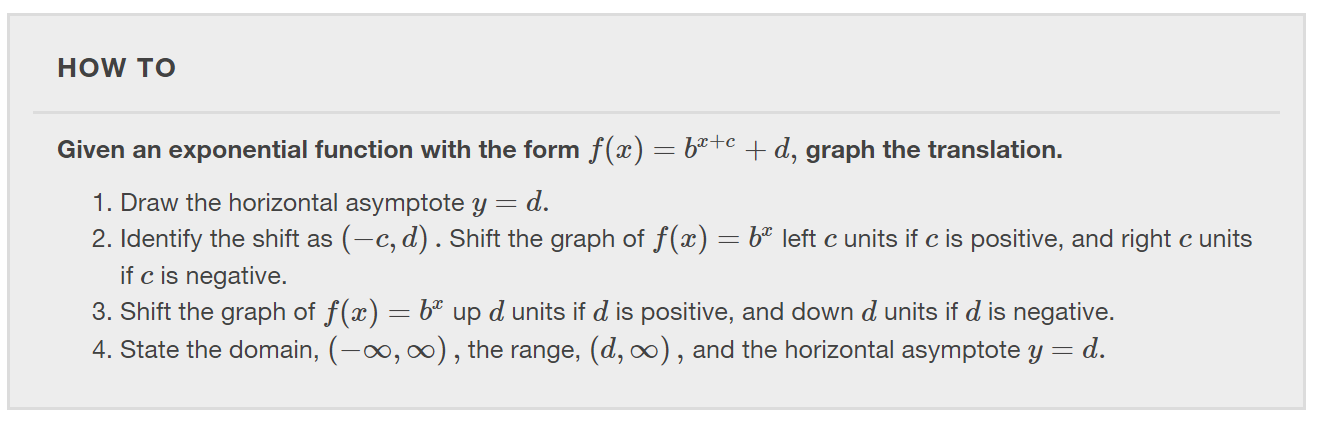 HOW TO
Given an exponential function with the form f(x) = b^{x+c} + d, graph the translation.
1. Draw the horizontal asymptote y = d.
2. Identify the shift as (−c, d). Shift the graph of f(x) = b^x left c units if c is positive, and right c units
if c is negative.
3. Shift the graph of f(x) = b^x up d units if d is positive, and down d units if d is negative.
4. State the domain, (−∞, ∞), the range, (d, ∞), and the horizontal asymptote y = d.